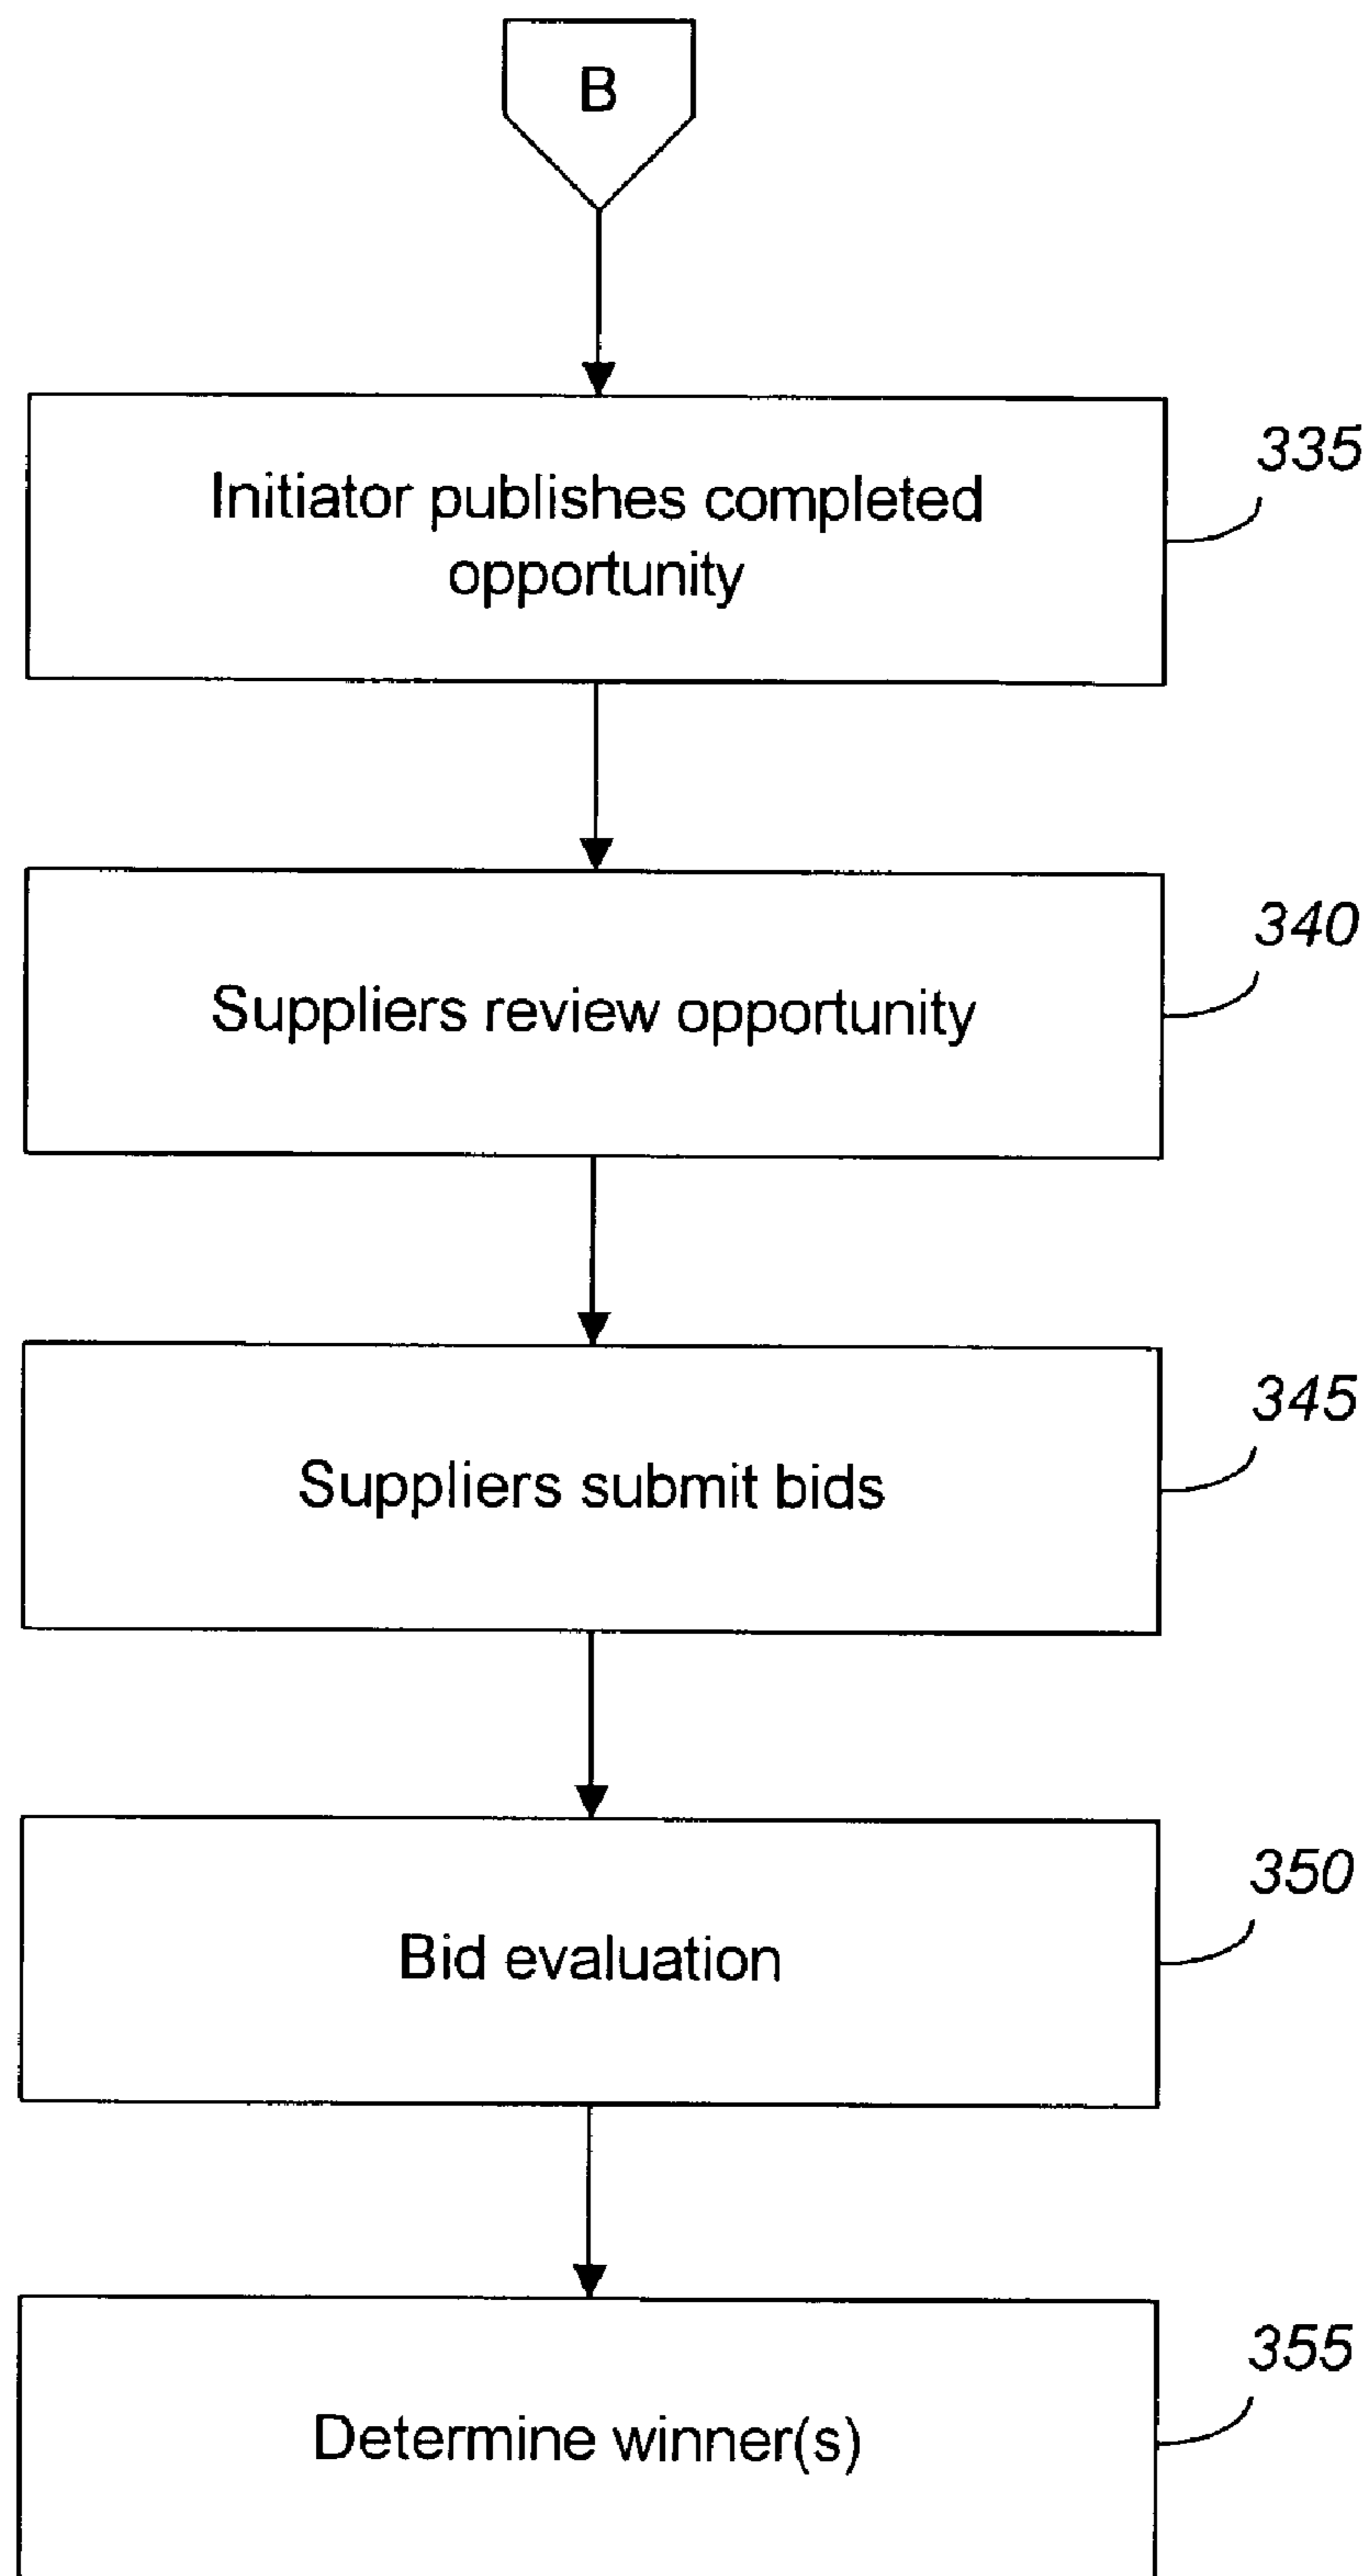 B
Initiator publishes completed
opportunity
335
Suppliers review opportunity
340
Suppliers submit bids
345
Bid evaluation
350
Determine winner(s)
355